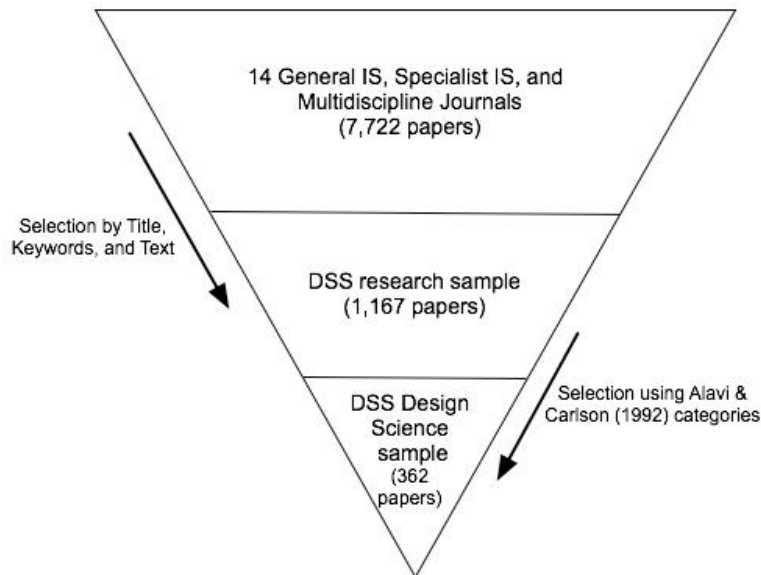 14 General IS, Specialist IS, and
Multidiscipline Journals
(7,722 papers)
Selection by Title,
Keywords, and Text
DSS research sample
(1,167 papers)
Selection using Alavi &
Carlson (1992) categories
DSS Design
Science
sample
(362
papers)